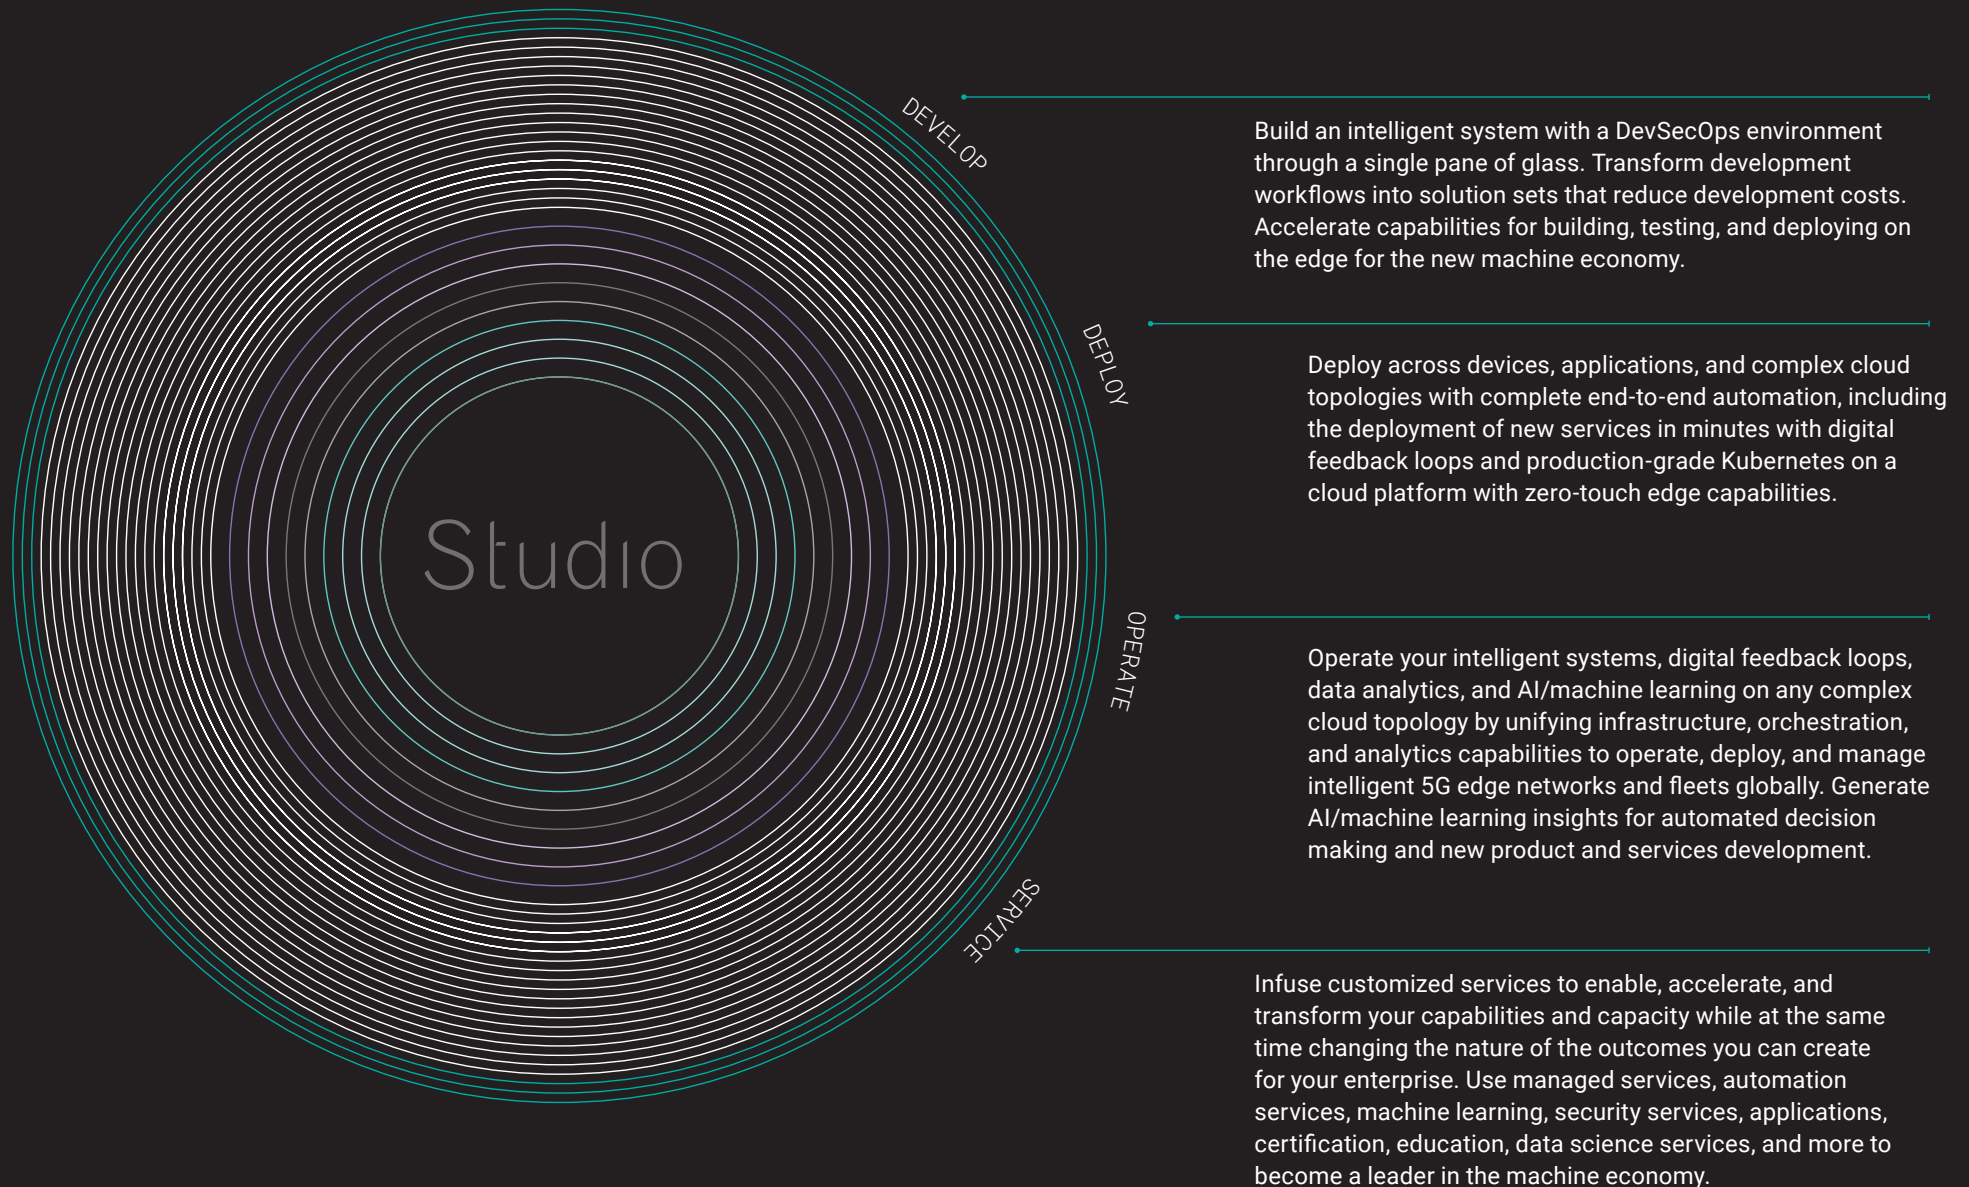 DEVELOP
Build an intelligent system with a DevSecOps environment
through a single pane of glass. Transform development
workflows into solution sets that reduce development costs.
Accelerate capabilities for building, testing, and deploying on
the edge for the new machine economy.
DEPLOY
Deploy across devices, applications, and complex cloud
topologies with complete end-to-end automation, including
the deployment of new services in minutes with digital
feedback loops and production-grade Kubernetes on a
cloud platform with zero-touch edge capabilities.
Studio
OPERATE
Operate your intelligent systems, digital feedback loops,
data analytics, and AI/machine learning on any complex
cloud topology by unifying infrastructure, orchestration,
and analytics capabilities to operate, deploy, and manage
intelligent 5G edge networks and fleets globally. Generate
AI/machine learning insights for automated decision
making and new product and services development.
SERVICE
Infuse customized services to enable, accelerate, and
transform your capabilities and capacity while at the same
time changing the nature of the outcomes you can create
for your enterprise. Use managed services, automation
services, machine learning, security services, applications,
certification, education, data science services, and more to
become a leader in the machine economy.